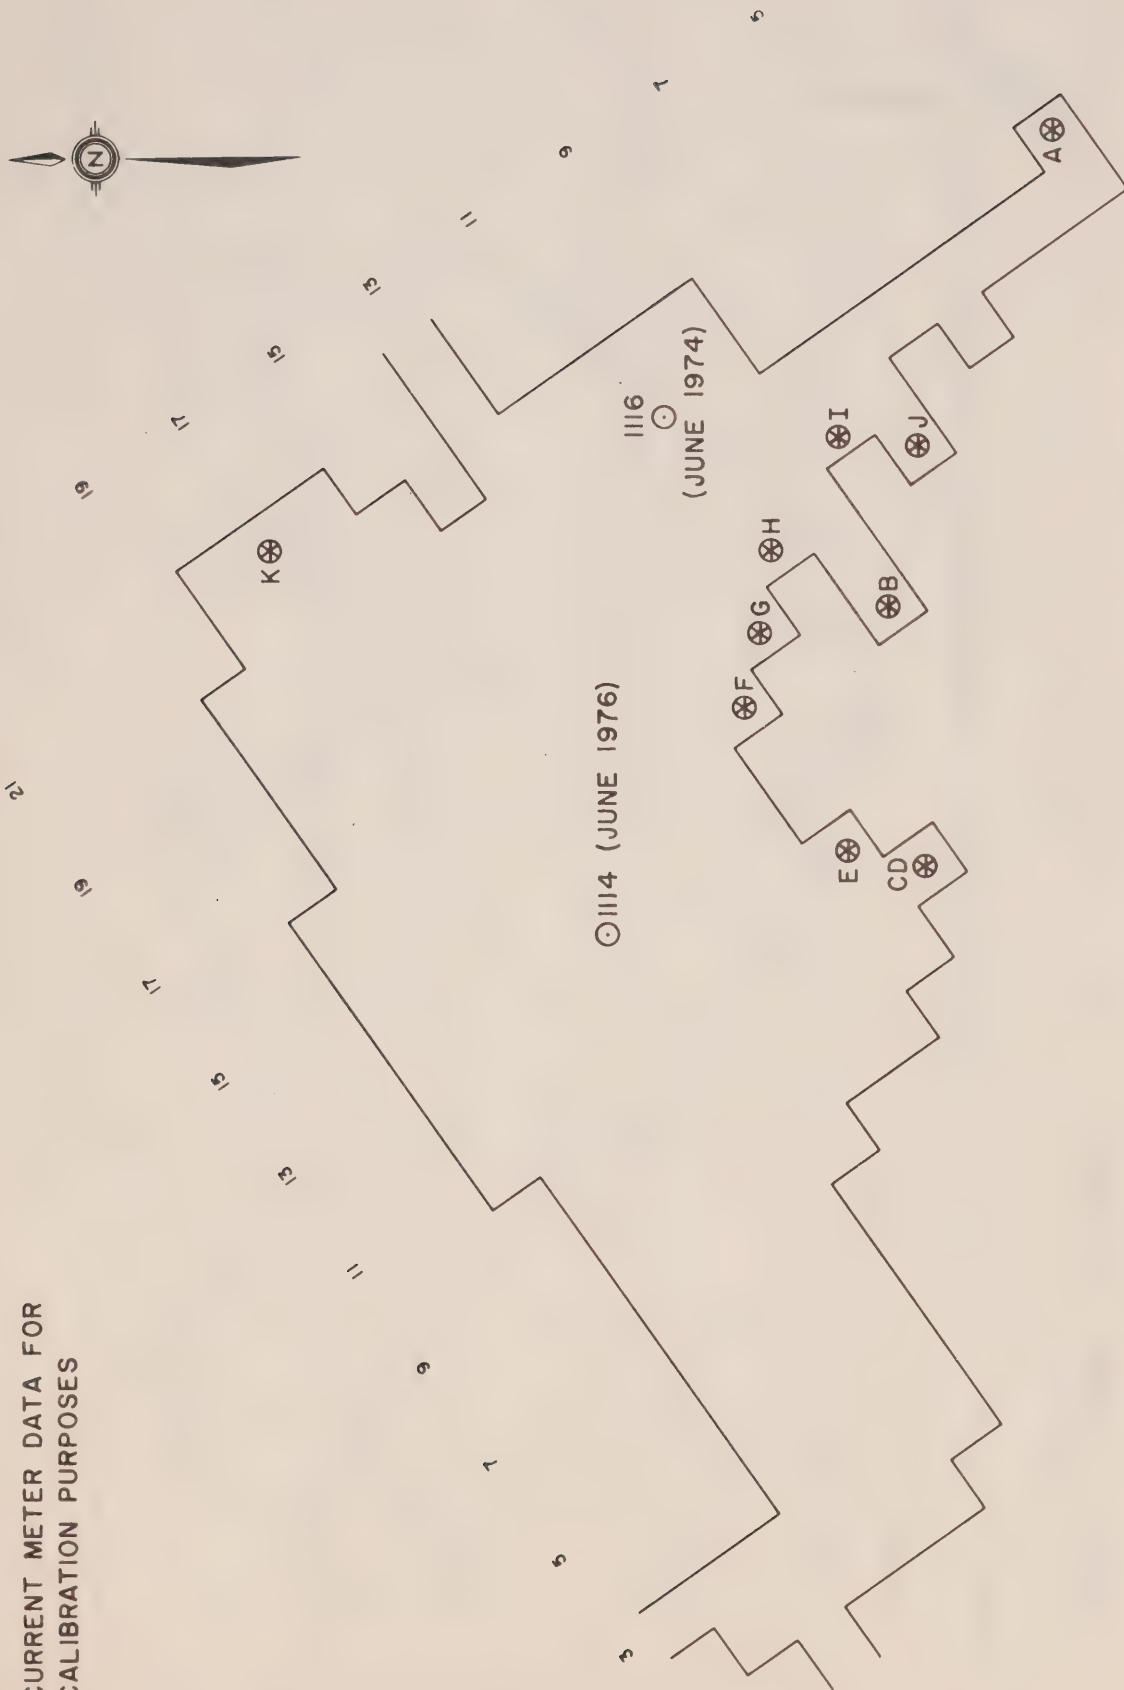 CURRENT METER DATA FOR
CALIBRATION PURPOSES
N
3
5
7
9
11
13
15
17
19
21
19
17
15
13
11
9
7
5
K
1114 (JUNE 1976)
1116
(JUNE 1974)
E
CD
F
G
H
B
I
J
A